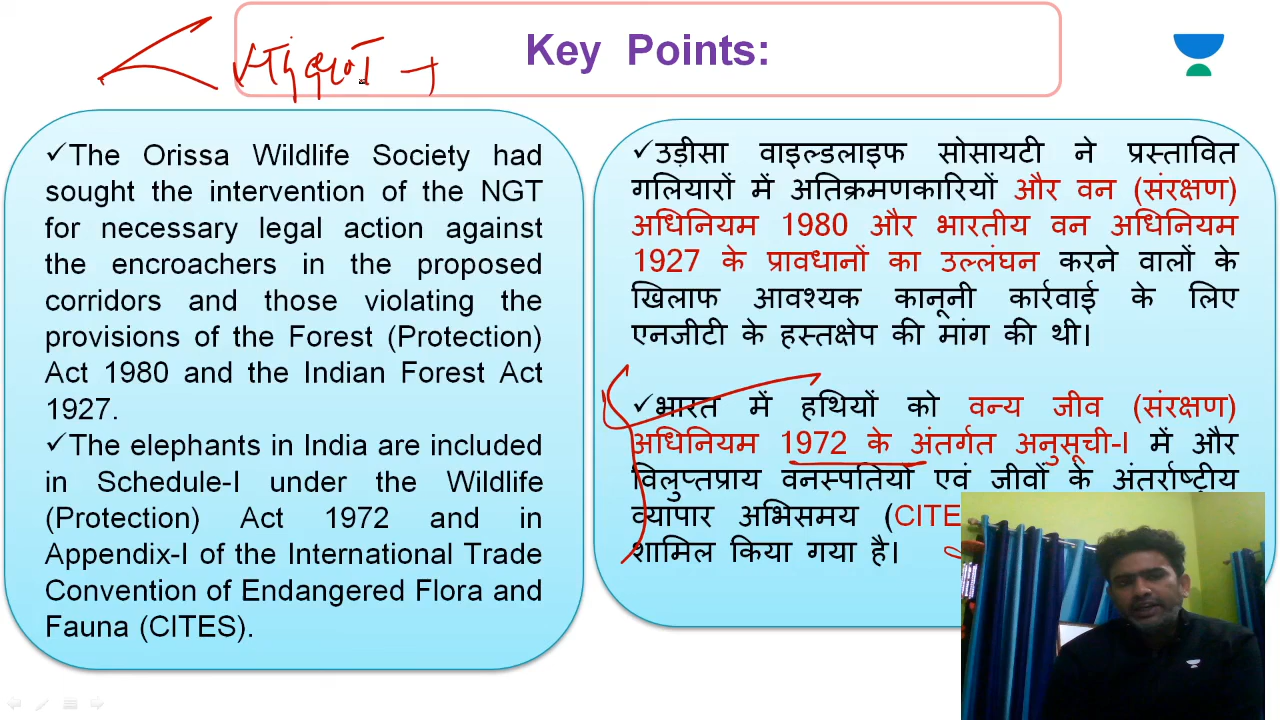 Key Points:
✓The Orissa Wildlife Society had
sought the intervention of the NGT
for necessary legal action against
the encroachers in the proposed
corridors and those violating the
provisions of the Forest (Protection)
Act 1980 and the Indian Forest Act
1927.
✓The elephants in India are included
in Schedule-I under the Wildlife
(Protection) Act 1972 and in
Appendix-I of the International Trade
Convention of Endangered Flora and
Fauna (CITES).
✓उड़ीसा वाइल्डलाइफ सोसायटी ने प्रस्तावित
गलियारों में अतिक्रमणकारियों और वन (संरक्षण)
अधिनियम 1980 और भारतीय वन अधिनियम
1927 के प्रावधानों का उल्लंघन करने वालों के
खिलाफ आवश्यक कानूनी कार्रवाई के लिए
एनजीटी के हस्तक्षेप की मांग की थी।
✓भारत में हथियों को वन्य जीव (संरक्षण)
अधिनियम 1972 के अंतर्गत अनुसूची-I में और
विलुप्तप्राय वनस्पतियों एवं जीवों के अंतर्राष्ट्रीय
व्यापार अभिसमय (CITE
शामिल किया गया है।